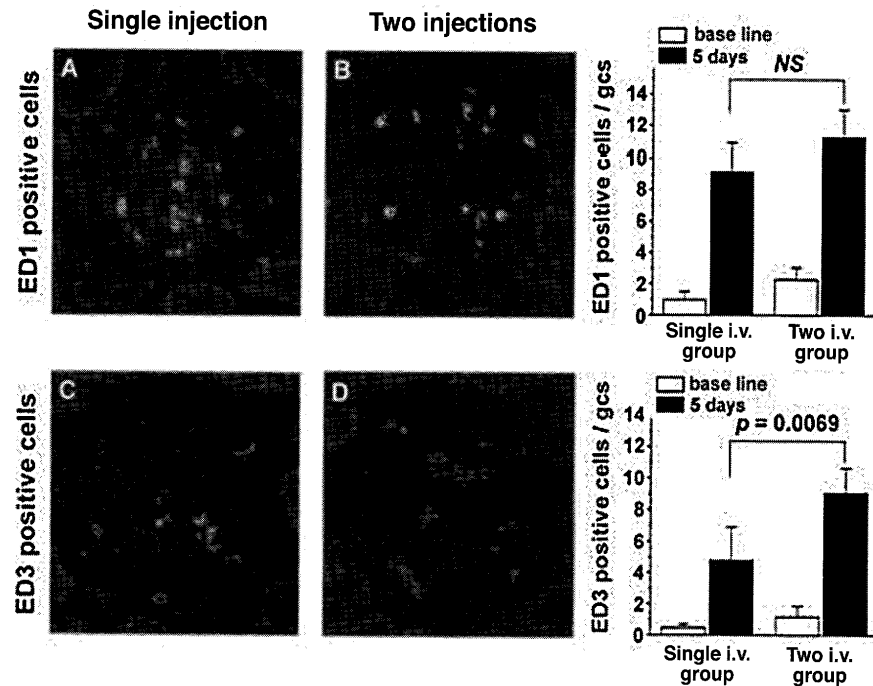 Single injection
Two injections
ED1 positive cells
A
B
base line
5 days
ED1 positive cells / gcs
14
12
10
8
6
4
2
0
NS
Single i.v.
group
Two i.v.
group
ED3 positive cells
C
D
base line
5 days
ED3 positive cells / gcs
14
12
10
8
6
4
2
0
p = 0.0069
Single i.v.
group
Two i.v.
group